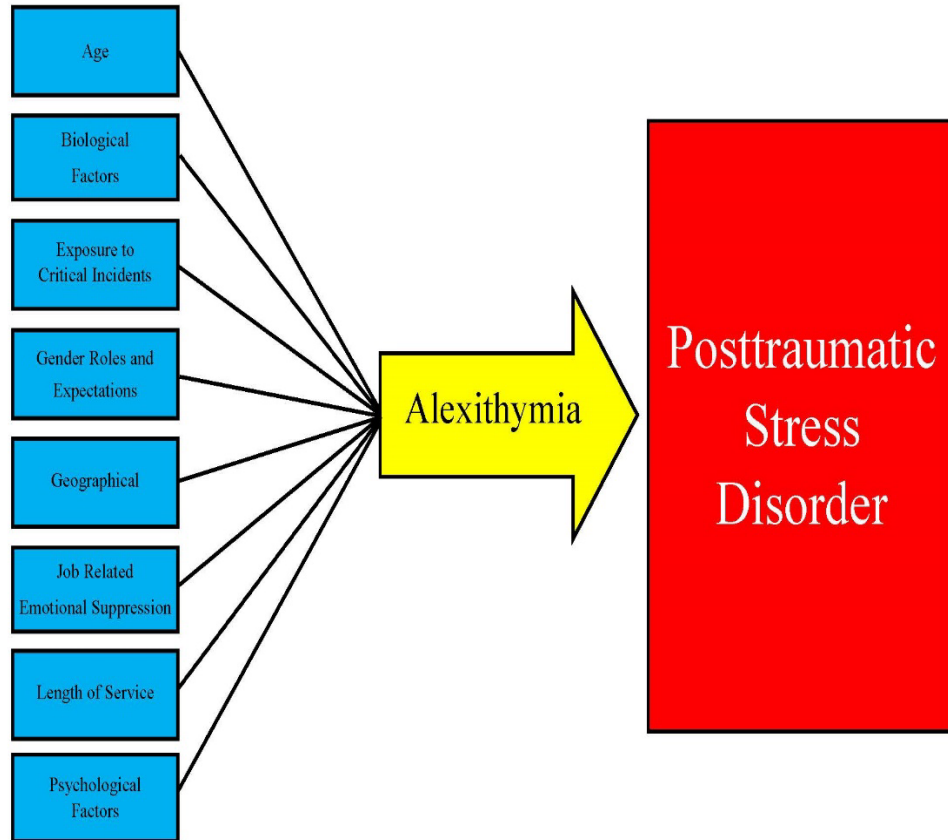 Age
Biological
Factors
Exposure to
Critical Incidents
Gender Roles and
Expectations
Geographical
Job Related
Emotional Suppression
Length of Service
Psychological
Factors
Alexithymia
Posttraumatic
Stress
Disorder